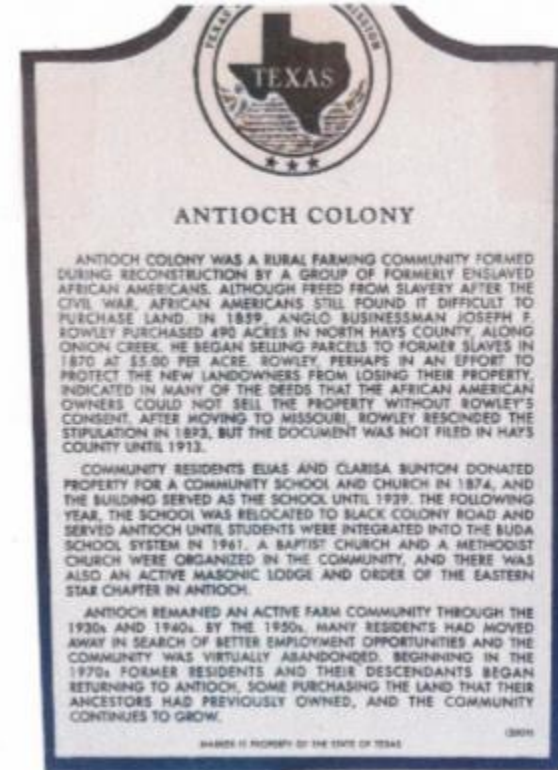 TEXAS
MISSION
TEXAS
ANTIOCH COLONY
ANTIOCH COLONY WAS A RURAL FARMING COMMUNITY FORMED
DURING RECONSTRUCTION BY A GROUP OF FORMERLY ENSLAVED
AFRICAN AMERICANS. ALTHOUGH FREED FROM SLAVERY AFTER THE
CIVIL WAR, AFRICAN AMERICANS STILL FOUND IT DIFFICULT TO
PURCHASE LAND. IN 1859, ANGLO BUSINESSMAN JOSEPH F.
ROWLEY PURCHASED 490 ACRES IN NORTH HAYS COUNTY, ALONG
ONION CREEK. HE BEGAN SELLING PARCELS TO FORMER SLAVES IN
1870 AT $5.00 PER ACRE. ROWLEY, PERHAPS IN AN EFFORT TO
PROTECT THE NEW LANDOWNERS FROM LOSING THEIR PROPERTY,
INDICATED IN MANY OF THE DEEDS THAT THE AFRICAN AMERICAN
OWNERS COULD NOT SELL THE PROPERTY WITHOUT ROWLEY'S
CONSENT. AFTER MOVING TO MISSOURI, ROWLEY RESCINDED THE
STIPULATION IN 1893, BUT THE DOCUMENT WAS NOT FILED IN HAYS
COUNTY UNTIL 1913.
COMMUNITY RESIDENTS ELIAS AND CLARISA BUNTON DONATED
PROPERTY FOR A COMMUNITY SCHOOL AND CHURCH IN 1874, AND
THE BUILDING SERVED AS THE SCHOOL UNTIL 1939. THE FOLLOWING
YEAR, THE SCHOOL WAS RELOCATED TO BLACK COLONY ROAD AND
SERVED ANTIOCH UNTIL STUDENTS WERE INTEGRATED INTO THE BUDA
SCHOOL SYSTEM IN 1961. A BAPTIST CHURCH AND A METHODIST
CHURCH WERE ORGANIZED IN THE COMMUNITY, AND THERE WAS
ALSO AN ACTIVE MASONIC LODGE AND ORDER OF THE EASTERN
STAR CHAPTER IN ANTIOCH.
ANTIOCH REMAINED AN ACTIVE FARM COMMUNITY THROUGH THE
1930s AND 1940s. BY THE 1950s, MANY RESIDENTS HAD MOVED
AWAY IN SEARCH OF BETTER EMPLOYMENT OPPORTUNITIES AND THE
COMMUNITY WAS VIRTUALLY ABANDONDED. BEGINNING IN THE
1970s FORMER RESIDENTS AND THEIR DESCENDANTS BEGAN
RETURNING TO ANTIOCH, SOME PURCHASING THE LAND THAT THEIR
ANCESTORS HAD PREVIOUSLY OWNED, AND THE COMMUNITY
CONTINUES TO GROW.
MARKER IS PROPERTY OF THE STATE OF TEXAS